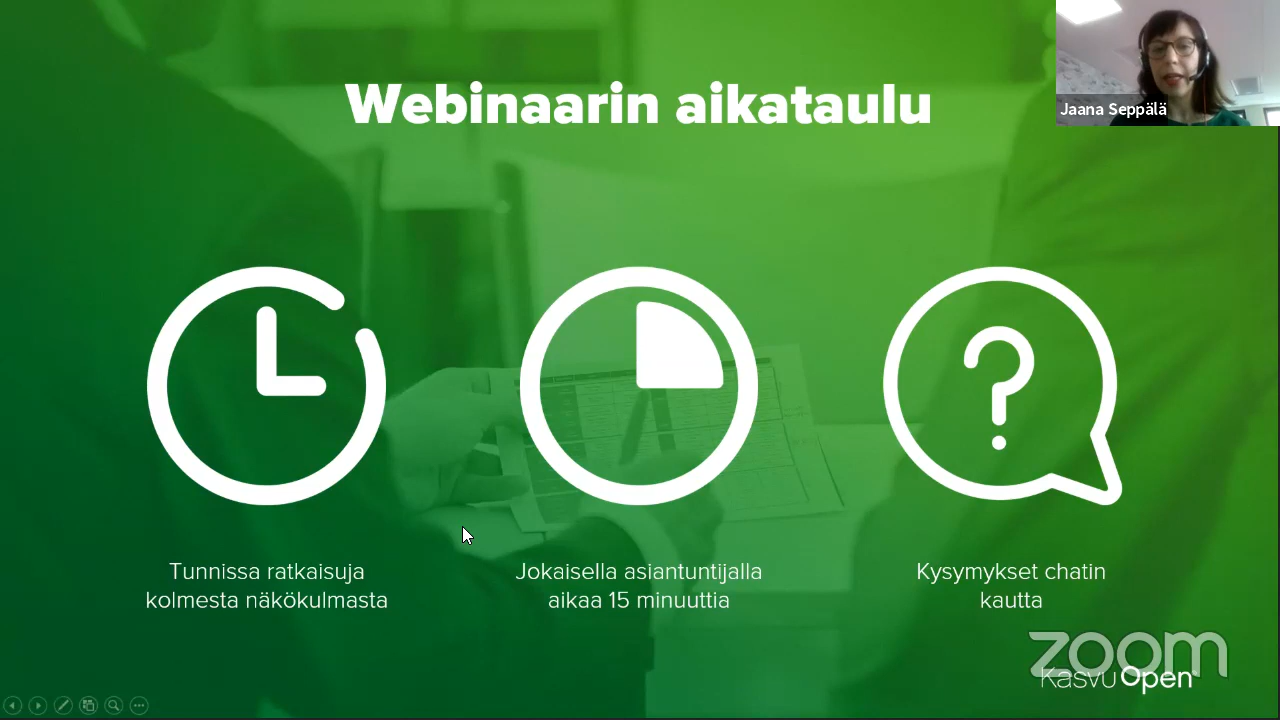 Webinaarin aikataulu
Jaana Seppälä
Tunnissa ratkaisuja
kolmesta näkökulmasta
Jokaisella asiantuntijalla
aikaa 15 minuuttia
Kysymykset chatin
kautta
zoom
Kasvu Open